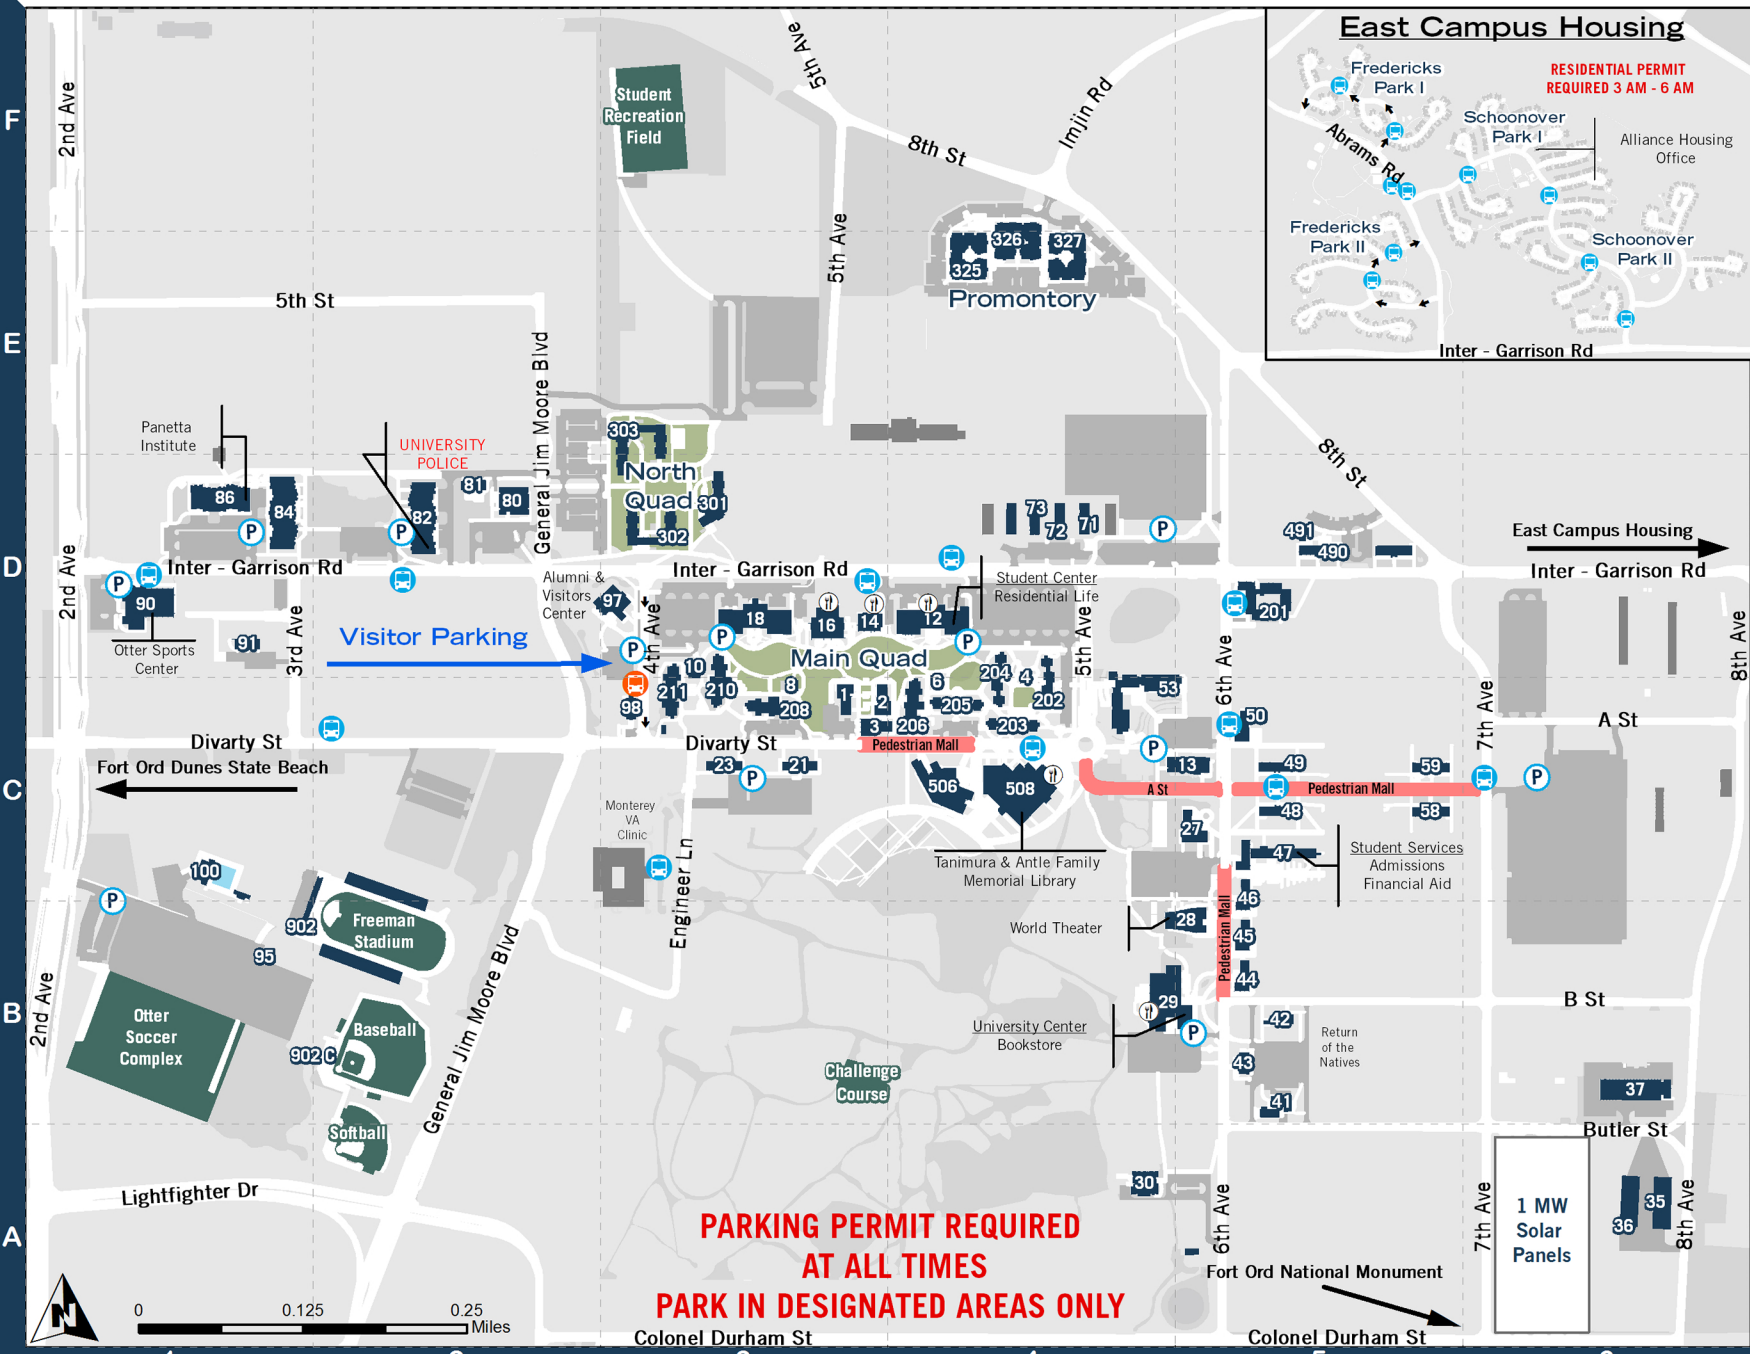 East Campus Housing
RESIDENTIAL PERMIT
REQUIRED 3 AM - 6 AM
Fredericks
Park I
Schoonover
Park I
Alliance Housing
Office
Abrams Rd
Fredericks
Park II
Schoonover
Park II
Inter - Garrison Rd
F
E
D
C
B
A
2nd Ave
Student
Recreation
Field
5th Ave
8th St
Imjin Rd
5th Ave
325
326
327
Promontory
5th St
General Jim Moore Blvd
Panetta
Institute
UNIVERSITY
POLICE
303
North
Quad
301
302
86
84
82
81
80
P
P
8th St
73
72
71
P
491
490
East Campus Housing
Inter - Garrison Rd
2nd Ave
Inter - Garrison Rd
Inter - Garrison Rd
P
90
Otter Sports
Center
91
3rd Ave
Alumni &
Visitors
Center
97
4th Ave
Visitor Parking
P
P
P
18
16
14
12
Student Center
Residential Life
Main Quad
5th Ave
6th Ave
201
8th Ave
7th Ave
10
211
210
8
208
1
2
3
206
6
205
204
4
202
203
98
53
50
A St
Divarty St
Divarty St
Pedestrian Mall
Fort Ord Dunes State Beach
23
21
P
506
508
P
13
A St
49
59
Pedestrian Mall
P
48
58
Monterey
VA
Clinic
Engineer Ln
Tanimura & Antle Family
Memorial Library
27
47
Student Services
Admissions
Financial Aid
100
P
902
Freeman
Stadium
95
World Theater
28
Pedestrian Mall
46
45
44
2nd Ave
Otter
Soccer
Complex
Baseball
902 C
Softball
General Jim Moore Blvd
29
University Center
Bookstore
P
B St
42
43
41
Return
of the
Natives
Challenge
Course
37
Butler St
Lightfighter Dr
30
6th Ave
7th Ave
1 MW
Solar
Panels
35
36
8th Ave
PARKING PERMIT REQUIRED
AT ALL TIMES
PARK IN DESIGNATED AREAS ONLY
Fort Ord National Monument
N
0
0.125
0.25
Miles
Colonel Durham St
Colonel Durham St